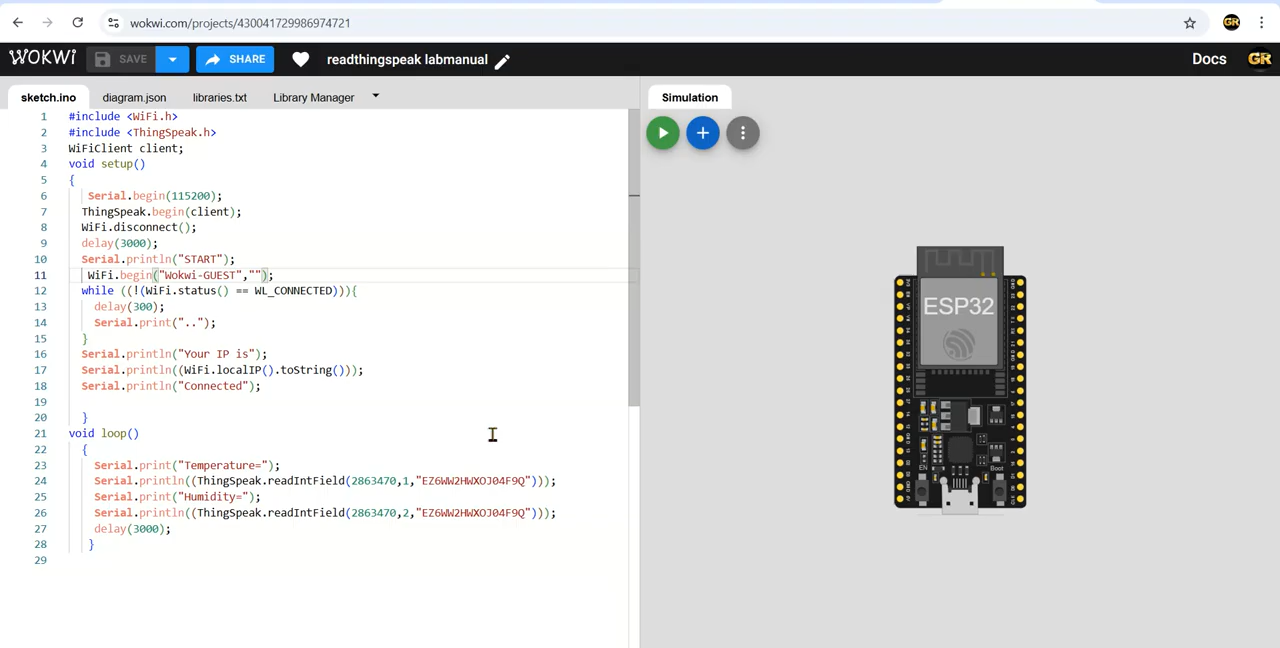 wokwi.com/projects/430041729986974721
GR
WOKWI
SAVE
SHARE
readthingspeak labmanual
Docs
GR
sketch.ino
diagram.json
libraries.txt
Library Manager
Simulation
1 #include <WiFi.h>
2 #include <ThingSpeak.h>
3 WiFiClient client;
4 void setup()
5 {
6 Serial.begin(115200);
7 ThingSpeak.begin(client);
8 WiFi.disconnect();
9 delay(3000);
10 Serial.println("START");
11 WiFi.begin("Wokwi-GUEST","");
12 while ((!(WiFi.status() == WL_CONNECTED))){
13 delay(300);
14 Serial.print("..");
15 }
16 Serial.println("Your IP is");
17 Serial.println((WiFi.localIP().toString()));
18 Serial.println("Connected");
19
20 }
21 void loop()
22 {
23 Serial.print("Temperature=");
24 Serial.println((ThingSpeak.readIntField(2863470,1,"EZ6WW2HWXOJ04F9Q")));
25 Serial.print("Humidity=");
26 Serial.println((ThingSpeak.readIntField(2863470,2,"EZ6WW2HWXOJ04F9Q")));
27 delay(3000);
28 }
29
ESP32
EN
Boot